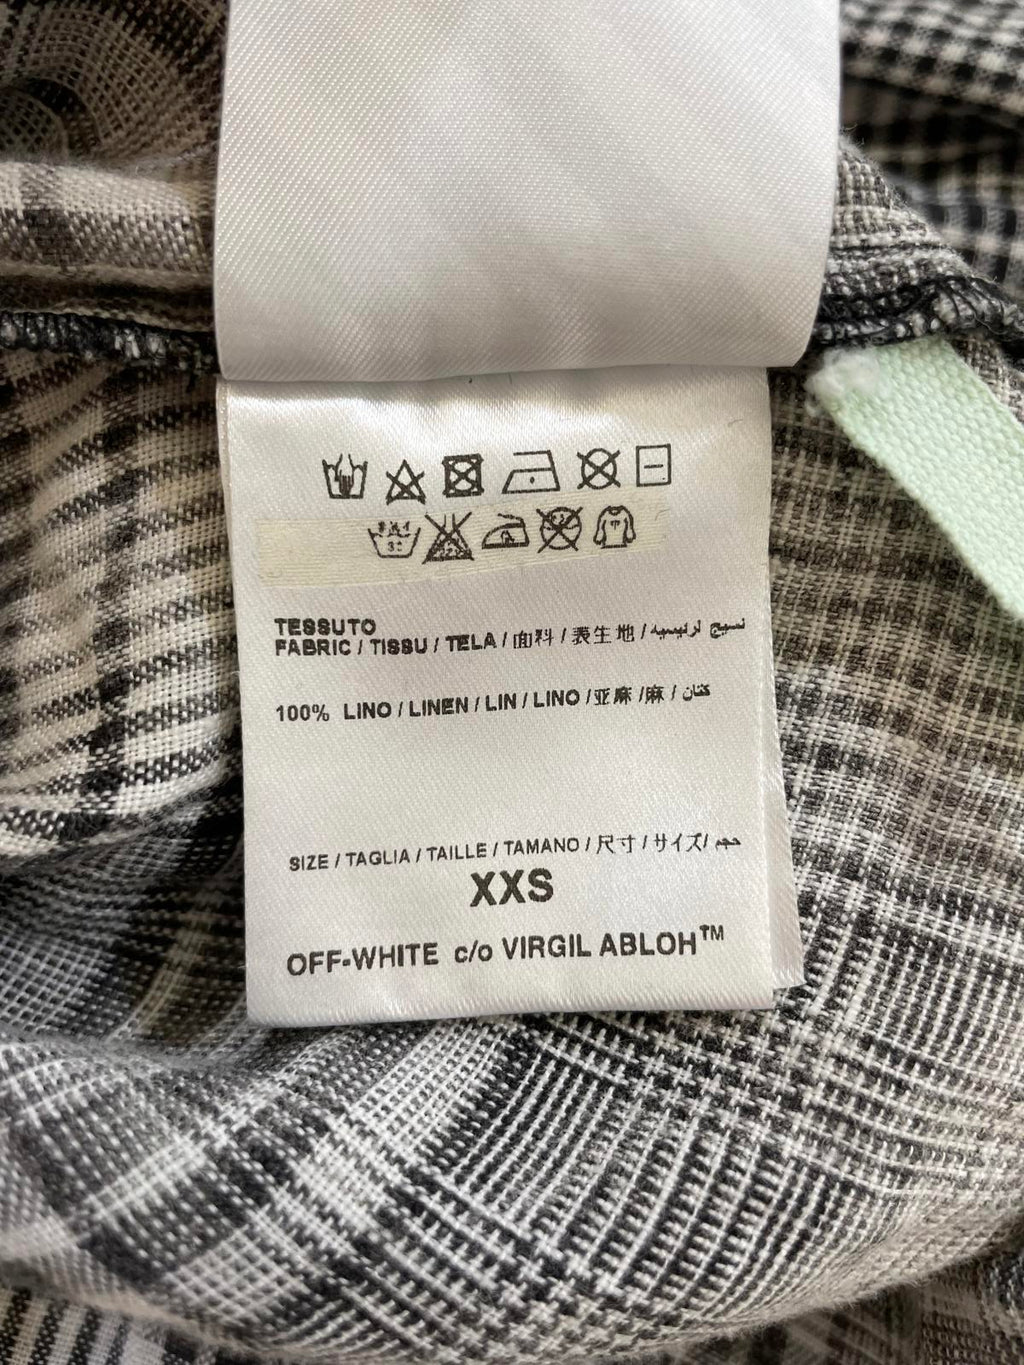 TESSUTO
FABRIC / TISSU / TELA / 面料 / 表生地 / نسيج لرئيسيه
100% LINO / LINEN / LIN / LINO / 亚麻 / 麻 / كتان
SIZE / TAGLIA / TAILLE / TAMANO / 尺寸 / サイズ / حجم
XXS
OFF-WHITE c/o VIRGIL ABLOH™